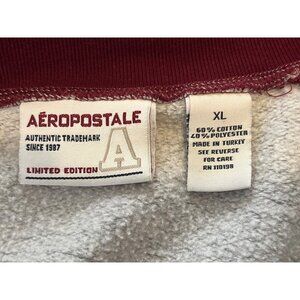 AÉROPOSTALE
AUTHENTIC TRADEMARK
SINCE 1987
A
LIMITED EDITION
XL
60% COTTON
40% POLYESTER
MADE IN TURKEY
SEE REVERSE
FOR CARE
RN 110198